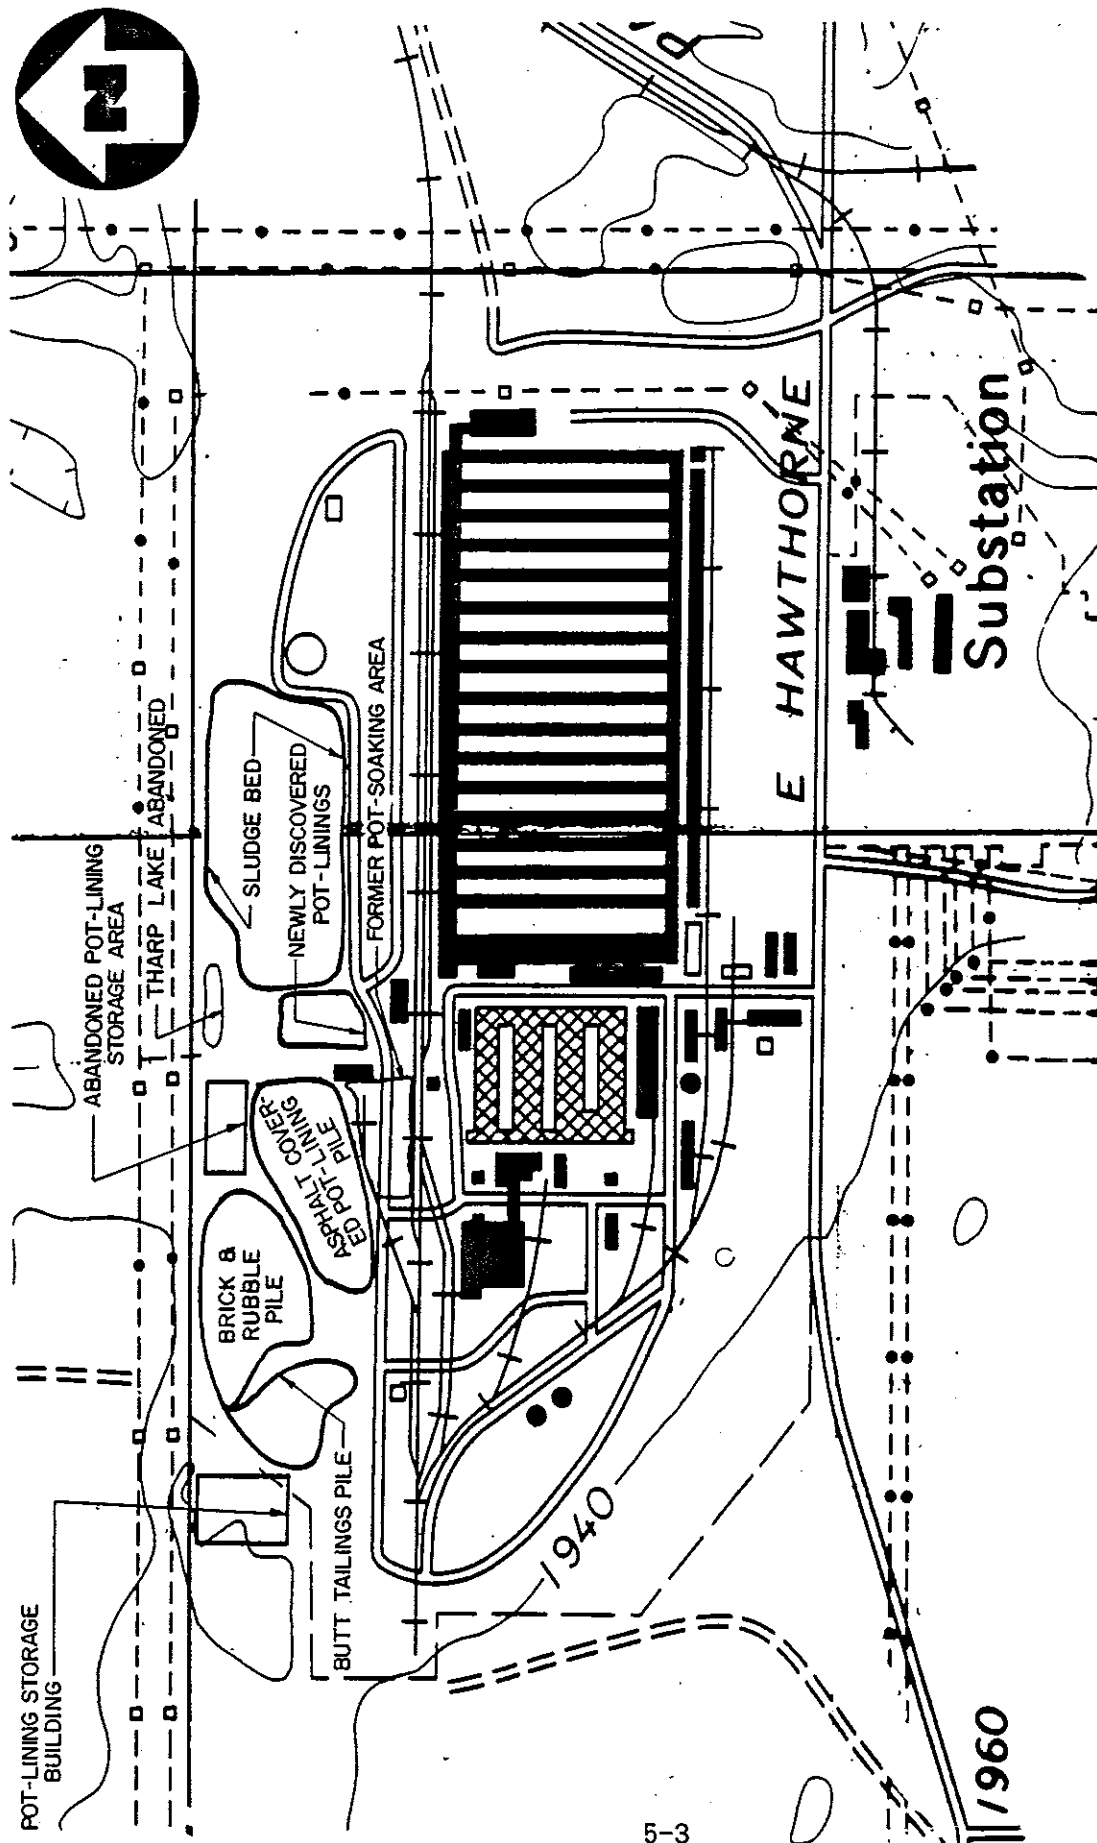 N
POT-LINING STORAGE
BUILDING
ABANDONED POT-LINING
STORAGE AREA
THARP LAKE ABANDONED
SLUDGE BED
NEWLY DISCOVERED
POT-LININGS
FORMER POT-SOAKING AREA
ASPHALT COVER-
ED POT-LINING
PILE
BRICK &
RUBBLE
PILE
BUTT TAILINGS PILE
E HAWTHORNE
Substation
1940
1960
5-3